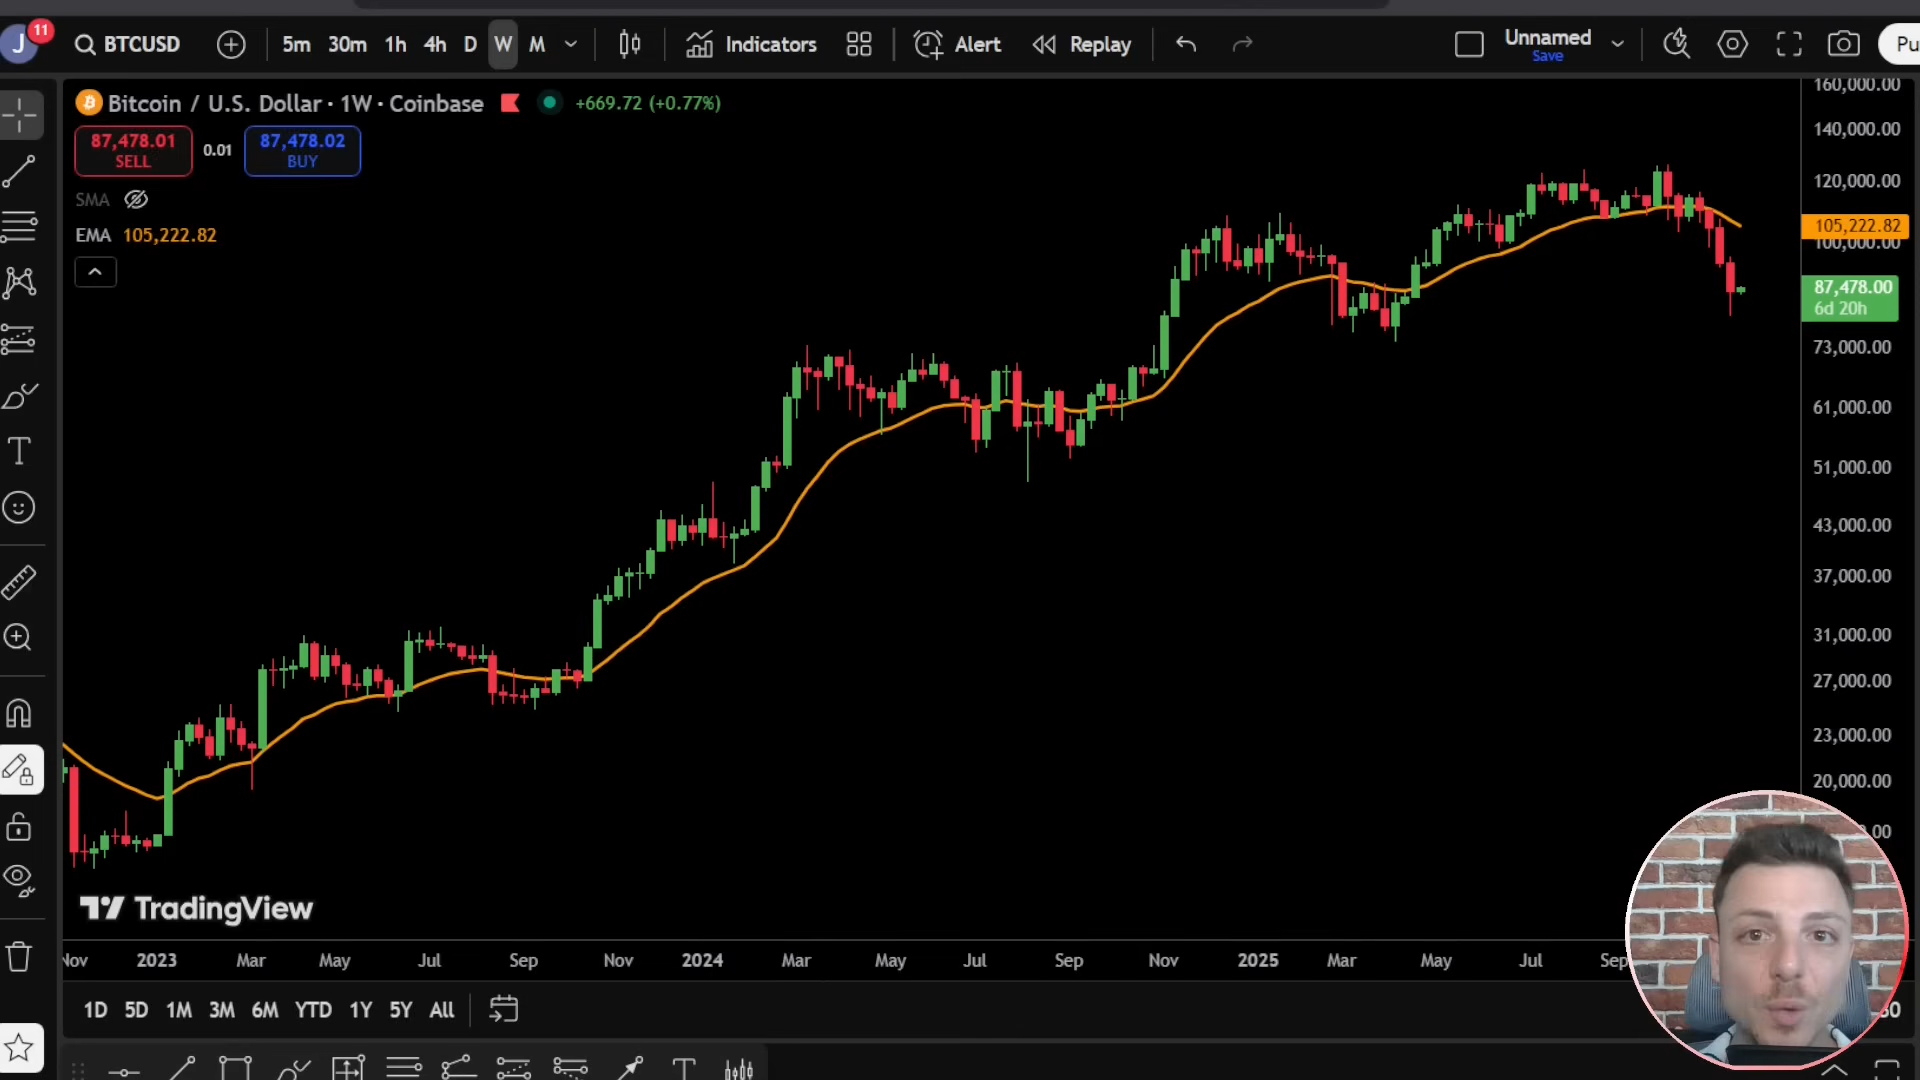 J
11
BTCUSD
5m 30m 1h 4h D W M
Indicators
Alert
Replay
Unnamed
Save
Pu
Bitcoin / U.S. Dollar · 1W · Coinbase
+669.72 (+0.77%)
87,478.01
SELL
0.01
87,478.02
BUY
SMA
EMA 105,222.82
160,000.00
140,000.00
120,000.00
105,222.82
100,000.00
87,478.00
6d 20h
73,000.00
61,000.00
51,000.00
43,000.00
37,000.00
31,000.00
27,000.00
23,000.00
20,000.00
TradingView
Nov 2023 Mar May Jul Sep Nov 2024 Mar May Jul Sep Nov 2025 Mar May Jul Sep
1D 5D 1M 3M 6M YTD 1Y 5Y All